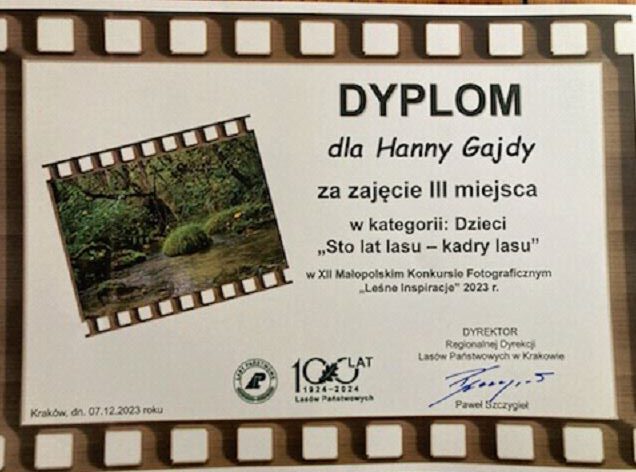 DYPLOM
dla Hanny Gajdy
za zajęcie III miejsca
w kategorii: Dzieci
„Sto lat lasu – kadry lasu”
w XII Małopolskim Konkursie Fotograficznym
„Leśne Inspiracje” 2023 r.
DYREKTOR
Regionalnej Dyrekcji
Lasów Państwowych w Krakowie
Paweł Szczygieł
LASY PAŃSTWOWE
100 LAT
1924-2024
Lasów Państwowych
Kraków, dn. 07.12.2023 roku